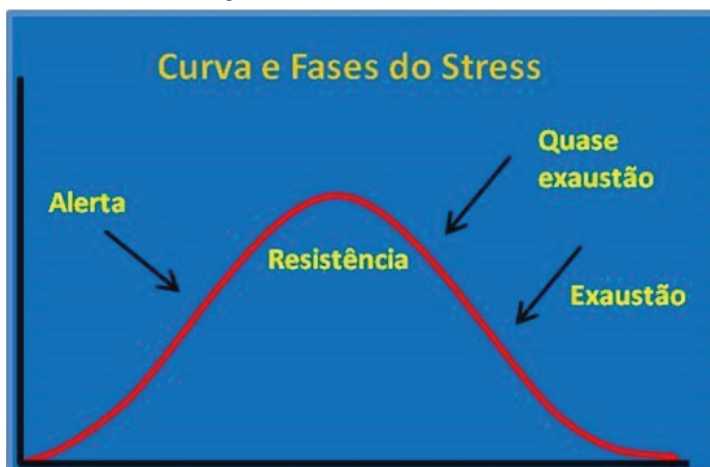 Curva e Fases do Stress
Quase
exaustão
Alerta
Resistência
Exaustão